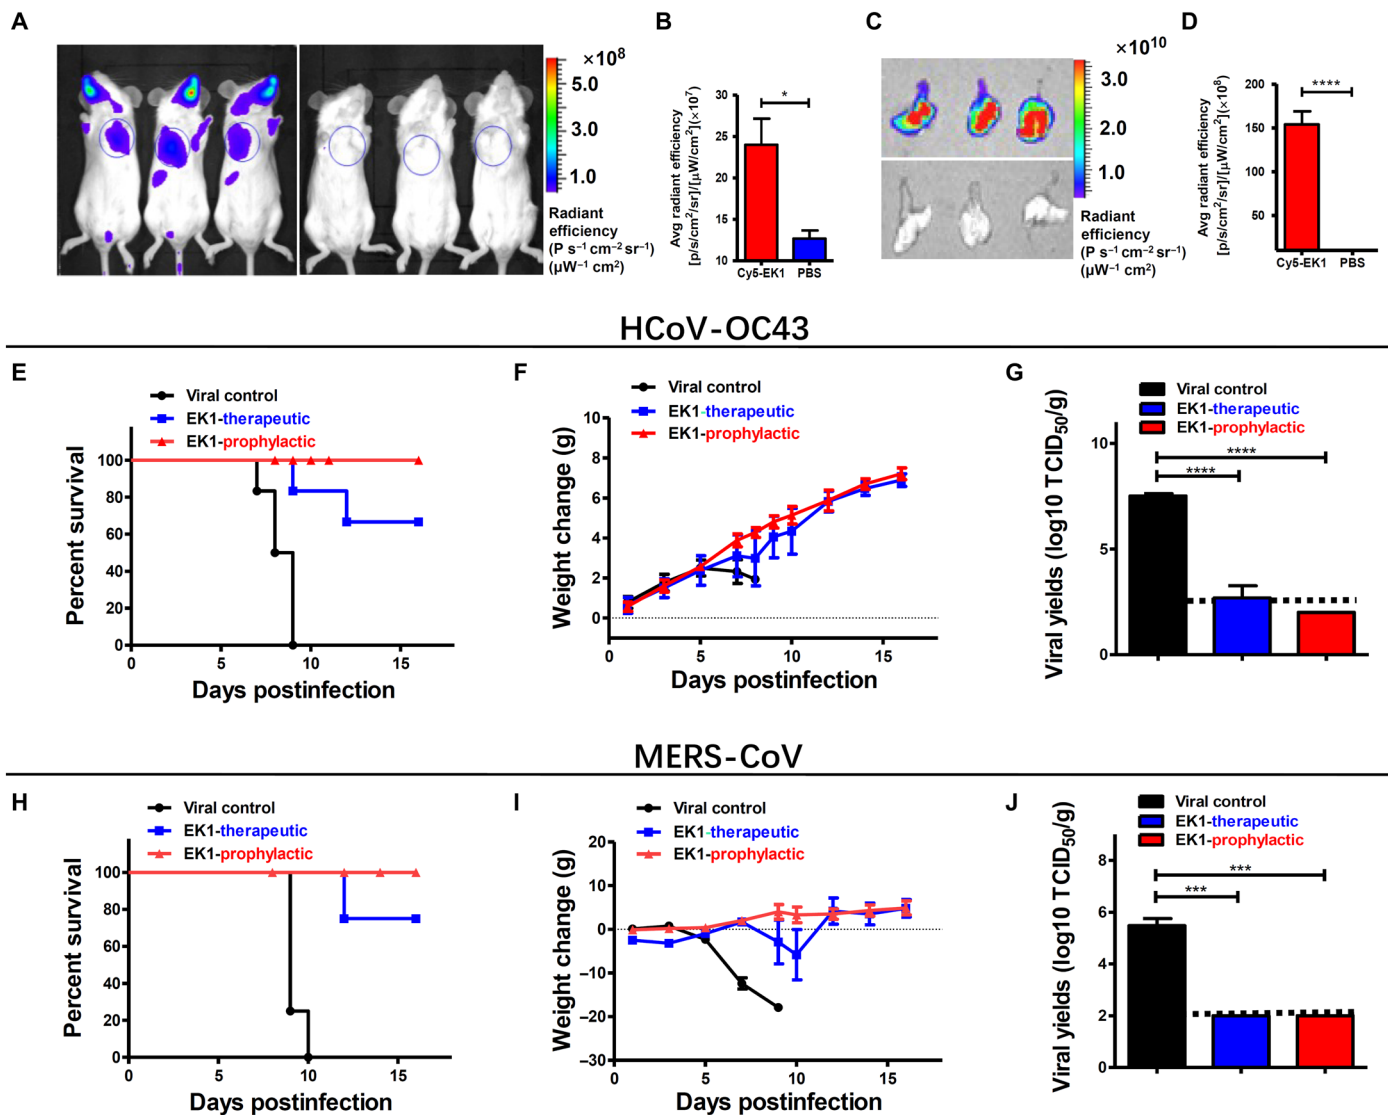 A
×10⁸
5.0
3.0
1.0
Radiant
efficiency
(P s⁻¹ cm⁻² sr⁻¹)
(µW⁻¹ cm²)
B
Avg radiant efficiency
[p/s/cm²/sr]/[µW/cm²](×10⁷)
30
25
20
15
10
*
Cy5-EK1 PBS
C
×10¹⁰
3.0
2.0
1.0
Radiant
efficiency
(P s⁻¹ cm⁻² sr⁻¹)
(µW⁻¹ cm²)
D
Avg radiant efficiency
[p/s/cm²/sr]/[µW/cm²](×10⁸)
200
150
100
50
****
Cy5-EK1 PBS
HCoV-OC43
E
Viral control
EK1-therapeutic
EK1-prophylactic
Percent survival
100
80
60
40
20
0
0 5 10 15
Days postinfection
F
Viral control
EK1-therapeutic
EK1-prophylactic
Weight change (g)
10
8
6
4
2
0
0 5 10 15
Days postinfection
G
Viral control
EK1-therapeutic
EK1-prophylactic
Viral yields (log10 TCID₅₀/g)
10
5
0
****
****
MERS-CoV
H
Viral control
EK1-therapeutic
EK1-prophylactic
Percent survival
100
80
60
40
20
0
0 5 10 15
Days postinfection
I
Viral control
EK1-therapeutic
EK1-prophylactic
Weight change (g)
20
10
0
−10
−20
−30
0 5 10 15
Days postinfection
J
Viral control
EK1-therapeutic
EK1-prophylactic
Viral yields (log10 TCID₅₀/g)
8
6
4
2
0
***
***